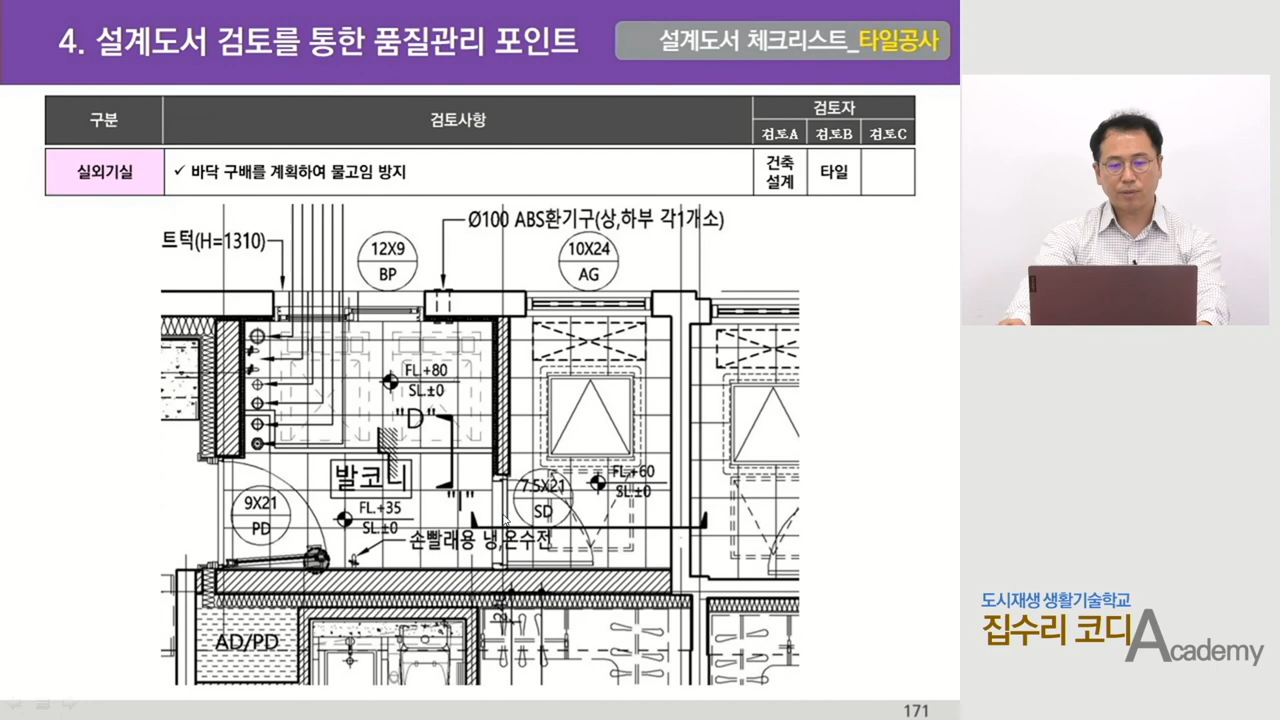 4. 설계도서 검토를 통한 품질관리 포인트
설계도서 체크리스트_타일공사
구분
검토사항
검토자
검토A
검토B
검토C
실외기실
✓ 바닥 구배를 계획하여 물고임 방지
건축
설계
타일
Ø100 ABS환기구(상,하부 각1개소)
트턱(H=1310)
12X9
BP
10X24
AG
FL.+80
SL.±0
"D"
발코니
FL.+60
SL.±0
7.5X21
SD
"I"
9X21
PD
FL.+35
SL.±0
손빨래용 냉,온수전
AD/PD
도시재생 생활기술학교
집수리 코디
Academy
171